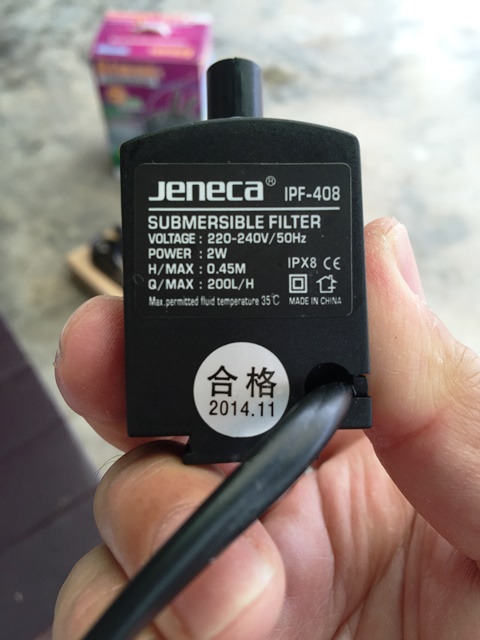 Jeneca® IPF-408
SUBMERSIBLE FILTER
VOLTAGE : 220-240V/50Hz
POWER : 2W
H/MAX : 0.45M
Q/MAX : 200L/H
IPX8 CE
Max.permitted fluid temperature 35℃
MADE IN CHINA
合格
2014.11